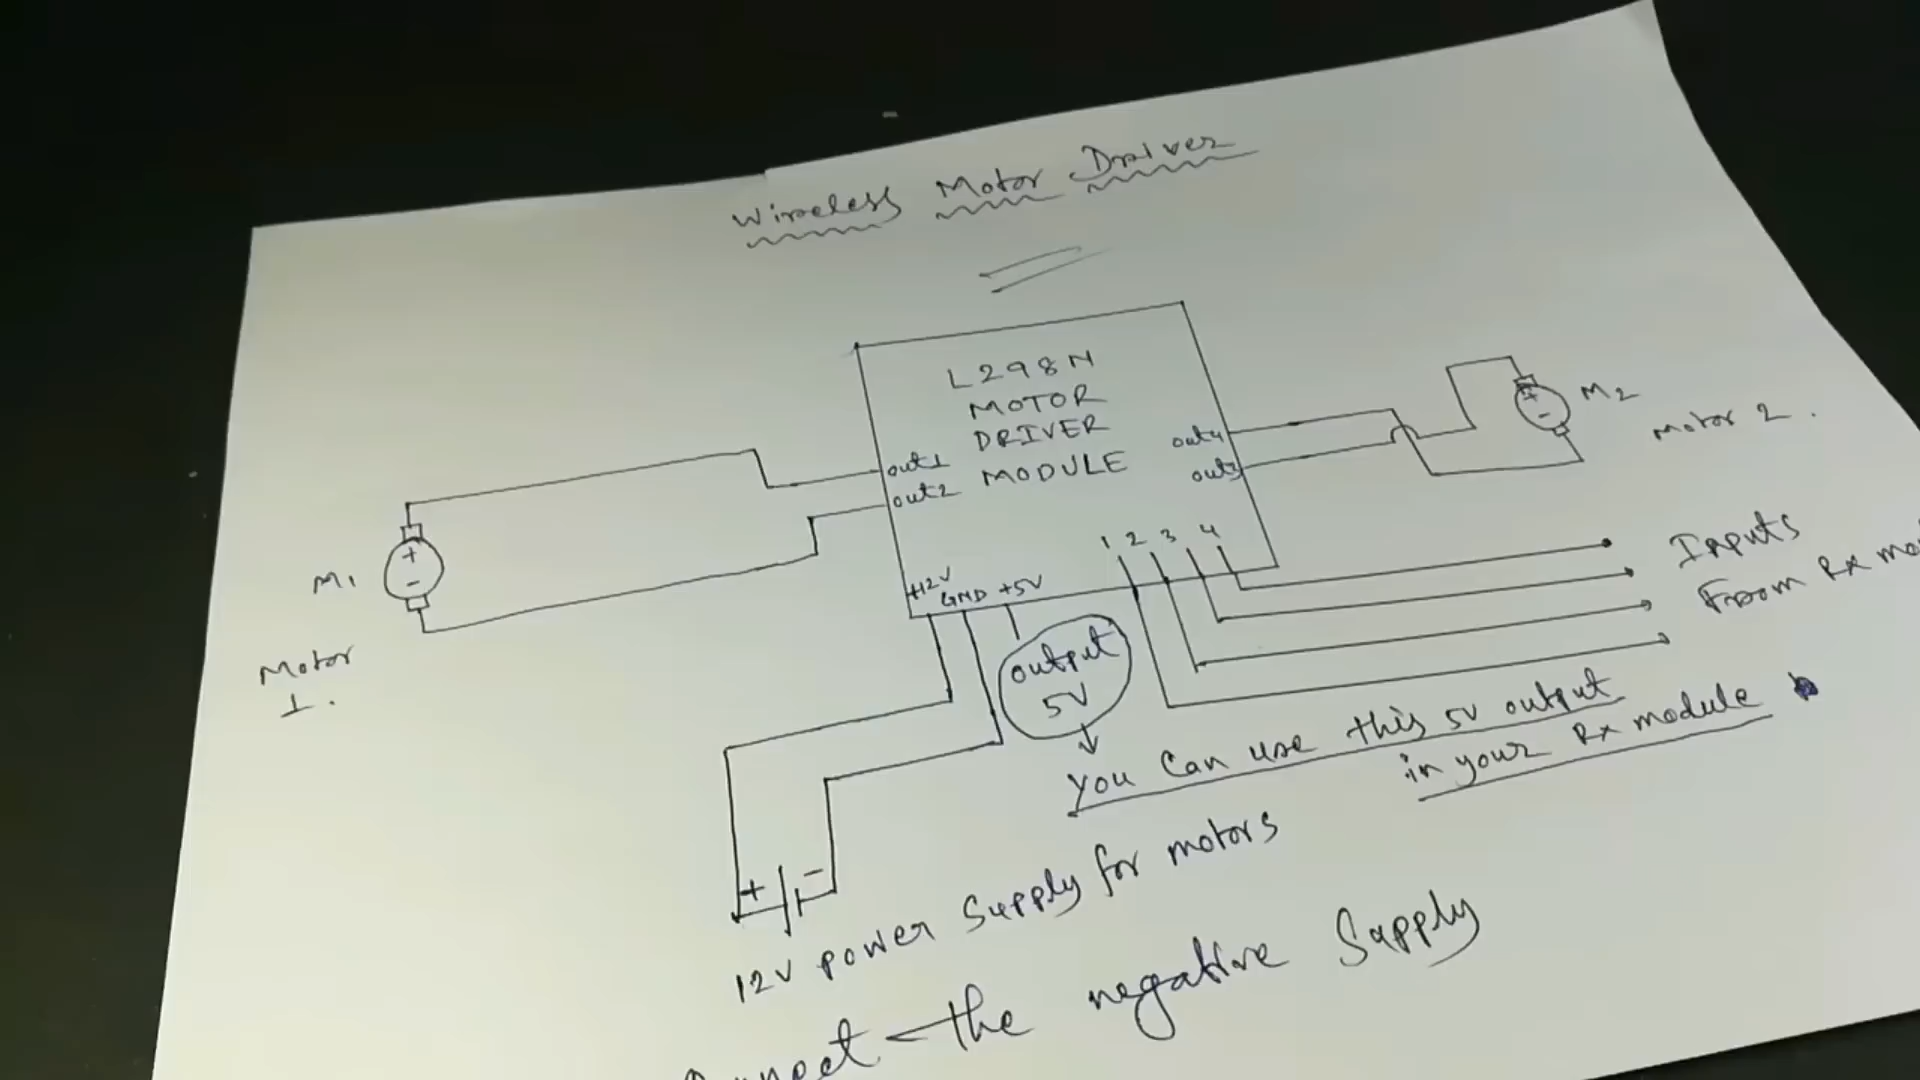 Wireless Motor Driver
L298N
MOTOR
DRIVER
MODULE
out1
out2
out4
out3
+12V GND +5V
1 2 3 4
M1
+
-
Motor
1.
+
-
M2
Motor 2.
Inputs
From Rx
output
5V
You can use this 5V output
in your Rx module
+ -
12V power supply for motors
the negative supply